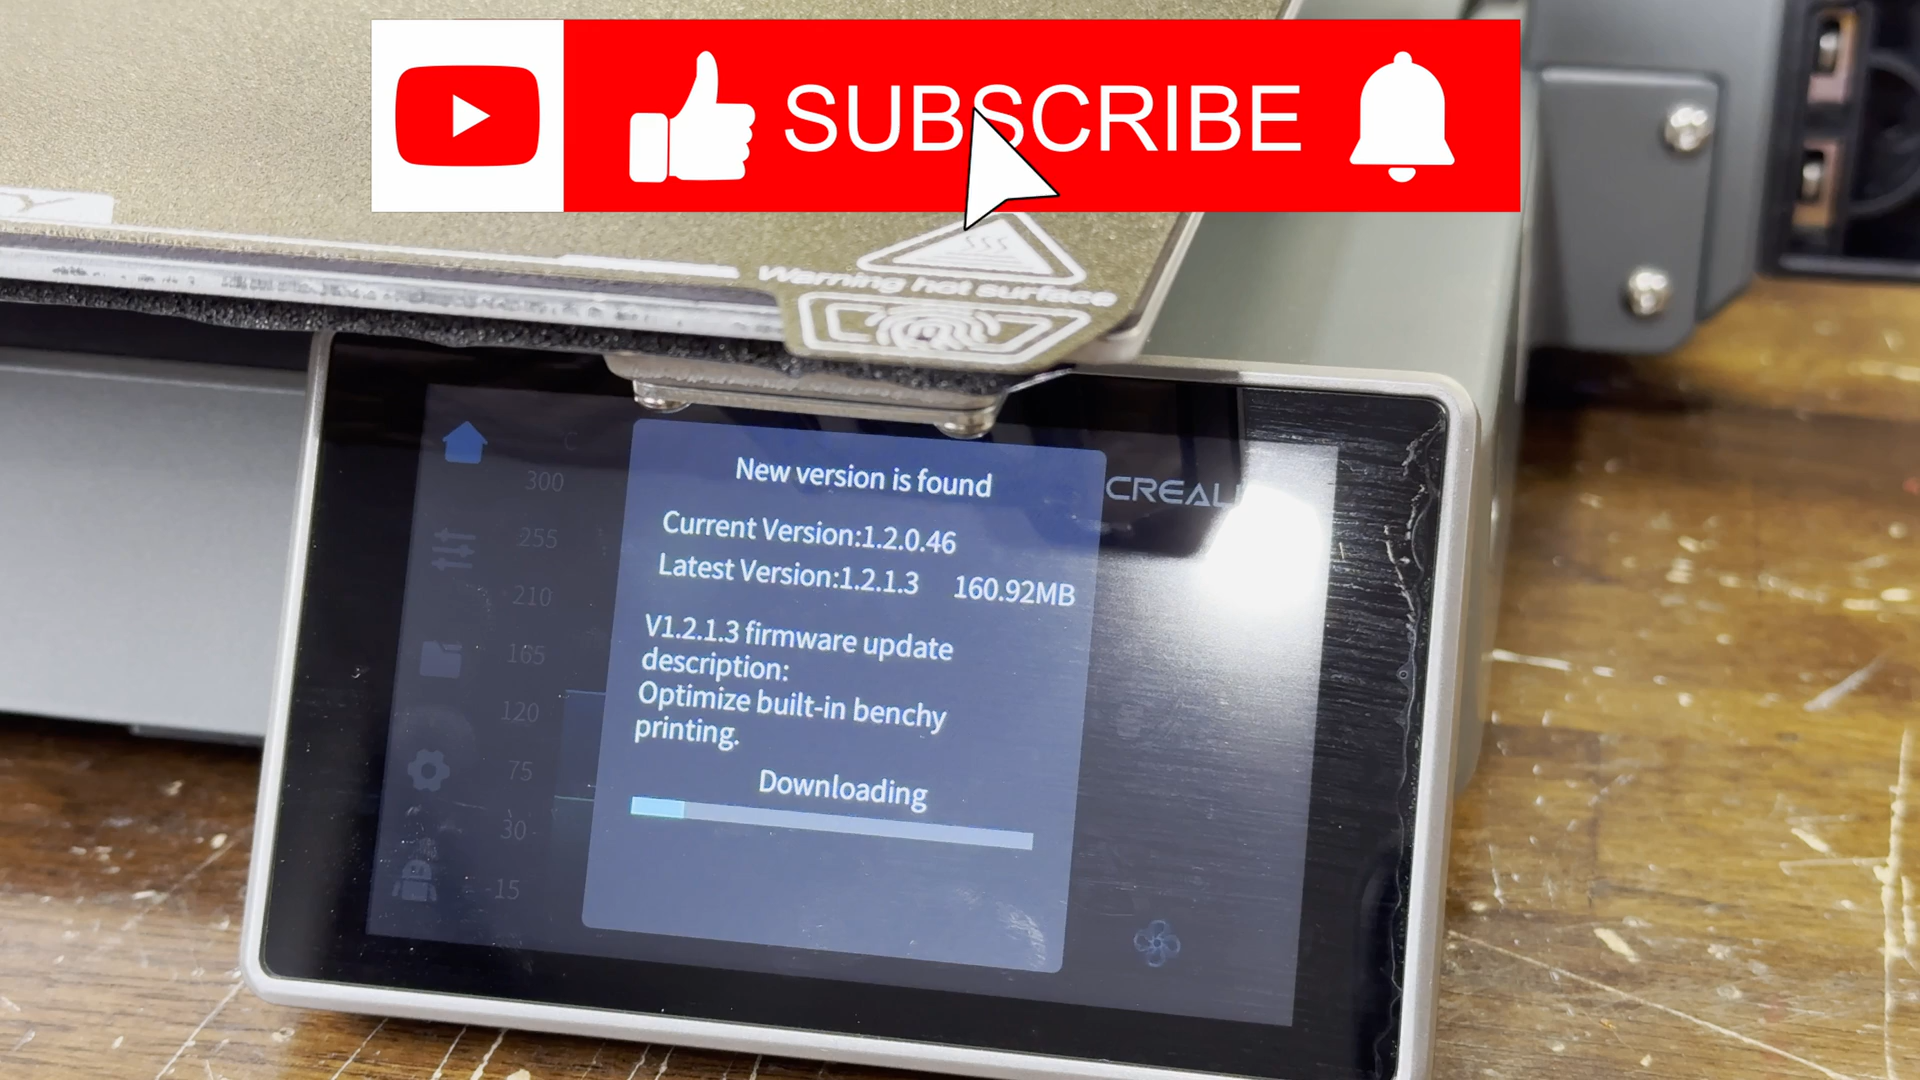 SUBSCRIBE
Warning hot surface
New version is found
CREALI
Current Version:1.2.0.46
Latest Version:1.2.1.3 160.92MB
V1.2.1.3 firmware update
description:
Optimize built-in benchy
printing.
Downloading
C
300
255
210
165
120
75
30
-15